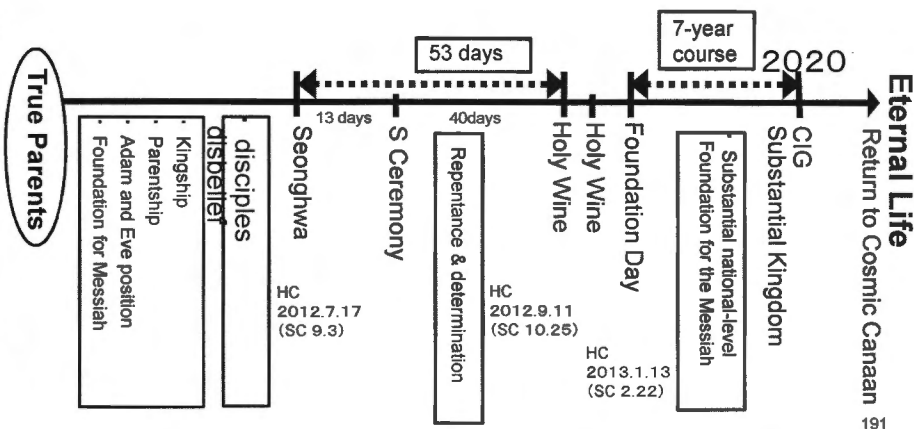 True Parents
Kingship
Parentship
Adam and Eve position
Foundation for Messiah
disciples
disbelief
53 days
13 days
40days
Seonghwa
S Ceremony
Holy Wine
Holy Wine
Foundation Day
HC
2012.7.17
(SC 9.3)
Repentance & determination
HC
2012.9.11
(SC 10.25)
HC
2013.1.13
(SC 2.22)
7-year
course
2020
CIG
Substantial Kingdom
Substantial national-level
Foundation for the Messiah
Eternal Life
Return to Cosmic Canaan
191